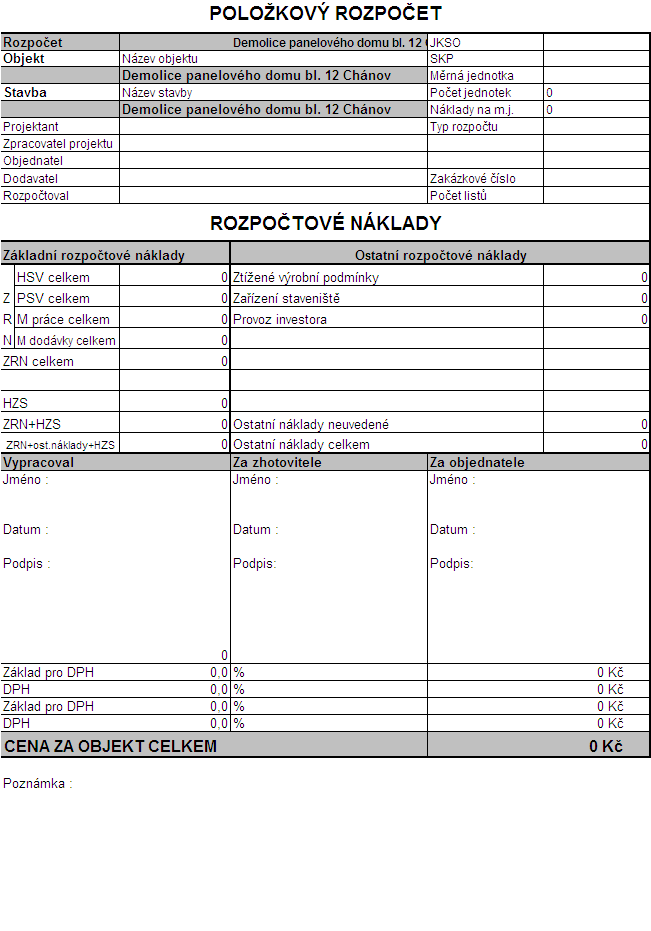 POLOŽKOVÝ ROZPOČET
Rozpočet Demolice panelového domu bl. 12 JKSO
Objekt Název objektu SKP
Demolice panelového domu bl. 12 Chánov Měrná jednotka
Stavba Název stavby Počet jednotek 0
Demolice panelového domu bl. 12 Chánov Náklady na m.j. 0
Projektant Typ rozpočtu
Zpracovatel projektu
Objednatel
Dodavatel Zakázkové číslo
Rozpočtoval Počet listů
ROZPOČTOVÉ NÁKLADY
Základní rozpočtové náklady Ostatní rozpočtové náklady
HSV celkem 0 Ztížené výrobní podmínky 0
Z PSV celkem 0 Zařízení staveniště 0
R M práce celkem 0 Provoz investora 0
N M dodávky celkem 0
ZRN celkem 0
HZS 0
ZRN+HZS 0 Ostatní náklady neuvedené 0
ZRN+ost.náklady+HZS 0 Ostatní náklady celkem 0
Vypracoval Za zhotovitele Za objednatele
Jméno : Jméno : Jméno :
Datum : Datum : Datum :
Podpis : Podpis: Podpis:
0
Základ pro DPH 0,0 % 0 Kč
DPH 0,0 % 0 Kč
Základ pro DPH 0,0 % 0 Kč
DPH 0,0 % 0 Kč
CENA ZA OBJEKT CELKEM 0 Kč
Poznámka :